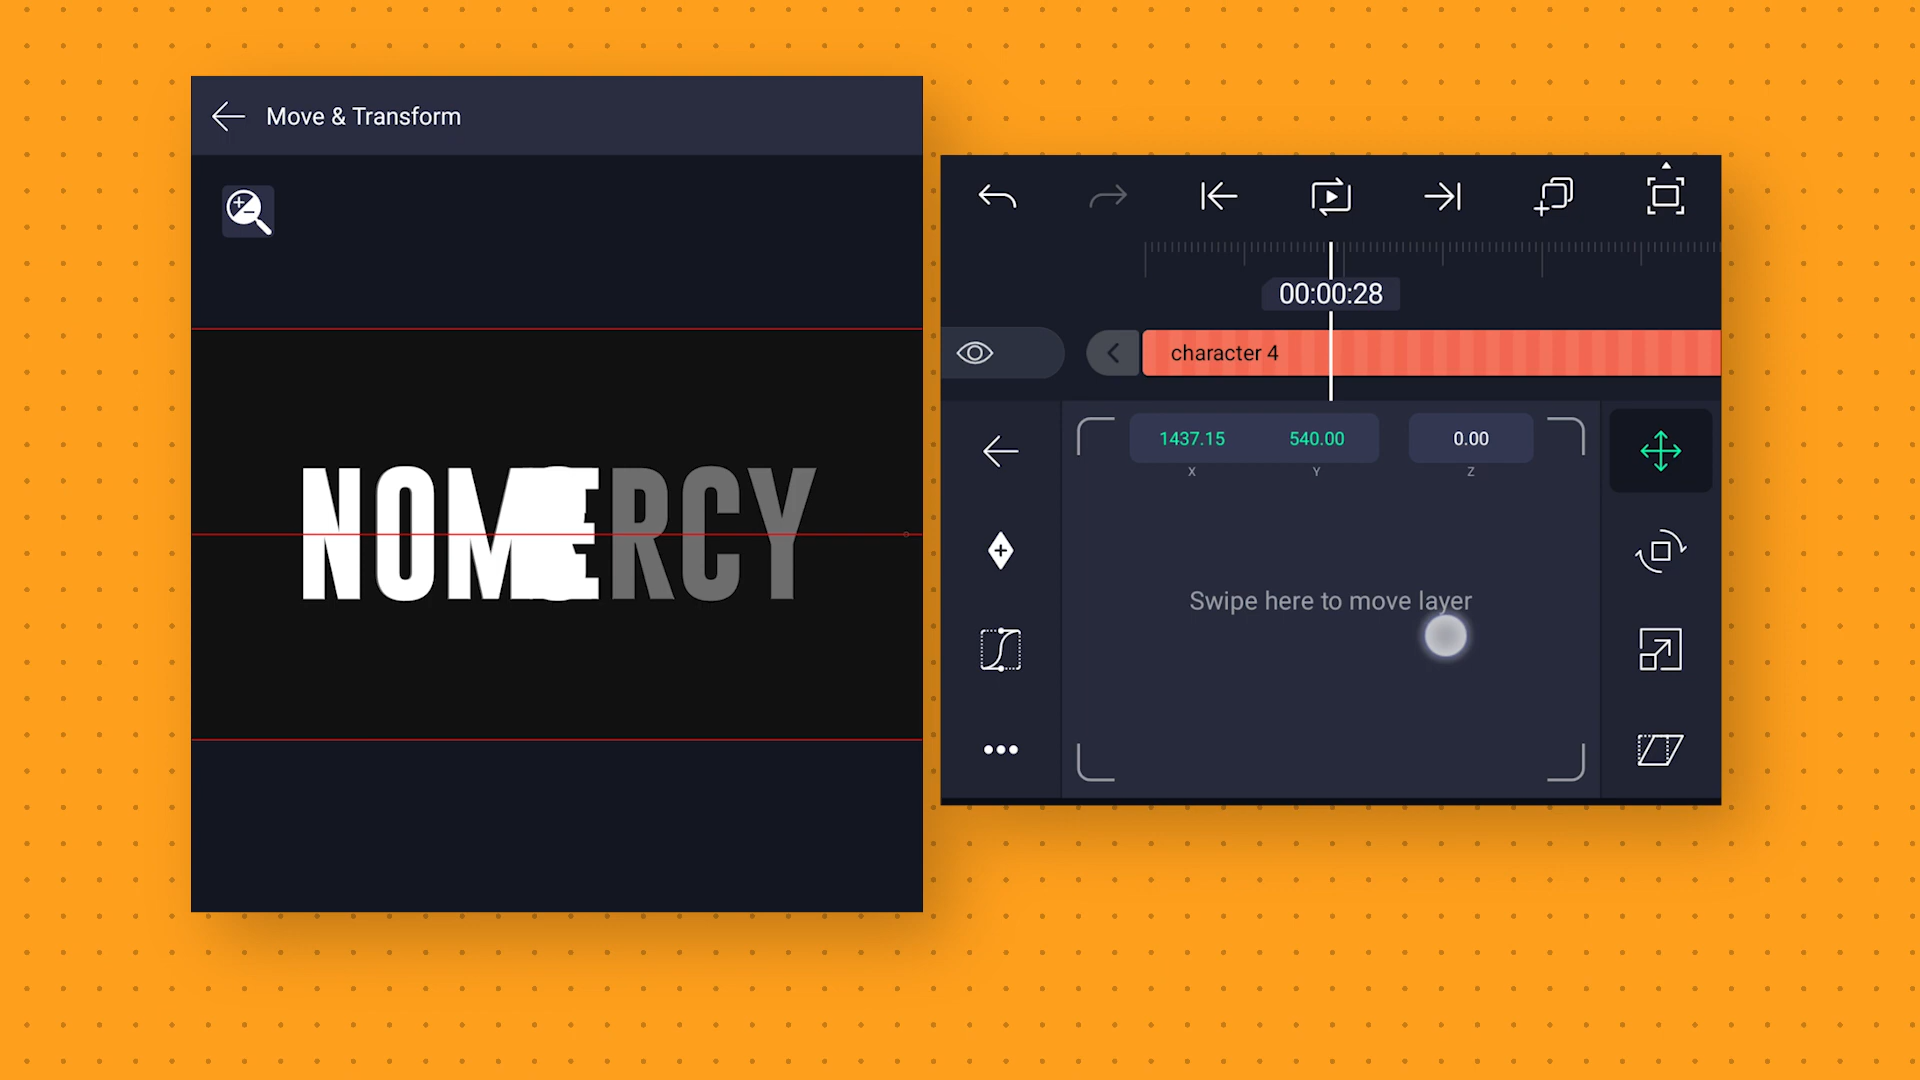 Move & Transform
NOMERCY
00:00:28
character 4
1437.15 540.00 0.00
X Y Z
Swipe here to move layer